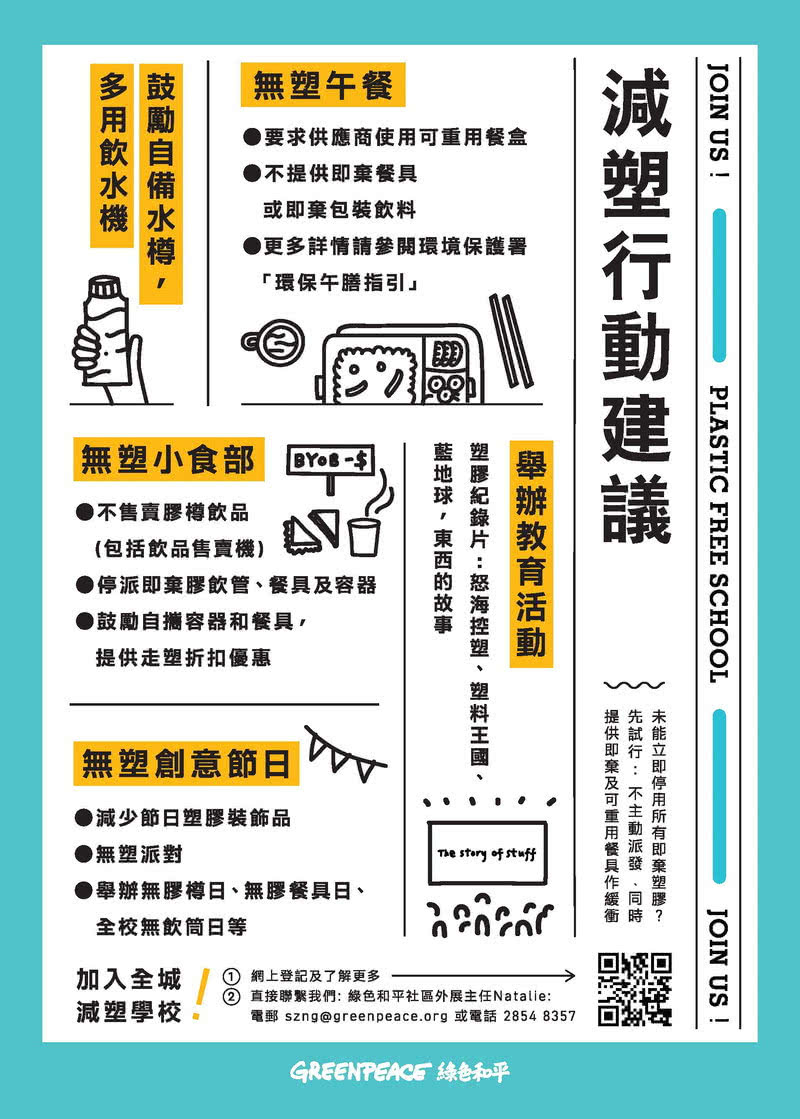 減塑行動建議
JOIN US !
PLASTIC FREE SCHOOL
JOIN US !
未能立即停用所有即棄塑膠？
先試行：不主動派發、同時
提供即棄及可重用餐具作緩衝
鼓勵自備水樽，
多用飲水機
無塑午餐
●要求供應商使用可重用餐盒
●不提供即棄餐具
或即棄包裝飲料
●更多詳情請參閱環境保護署
「環保午膳指引」
無塑小食部
BYOB -$
●不售賣膠樽飲品
(包括飲品售賣機)
●停派即棄膠飲管、餐具及容器
●鼓勵自攜容器和餐具，
提供走塑折扣優惠
舉辦教育活動
塑膠紀錄片：怒海控塑、塑料王國、
藍地球，東西的故事
The story of stuff
無塑創意節日
●減少節日塑膠裝飾品
●無塑派對
●舉辦無膠樽日、無膠餐具日、
全校無飲筒日等
加入全城
減塑學校!
① 網上登記及了解更多
② 直接聯繫我們: 綠色和平社區外展主任Natalie:
電郵 szng@greenpeace.org 或電話 2854 8357
GREENPEACE 綠色和平